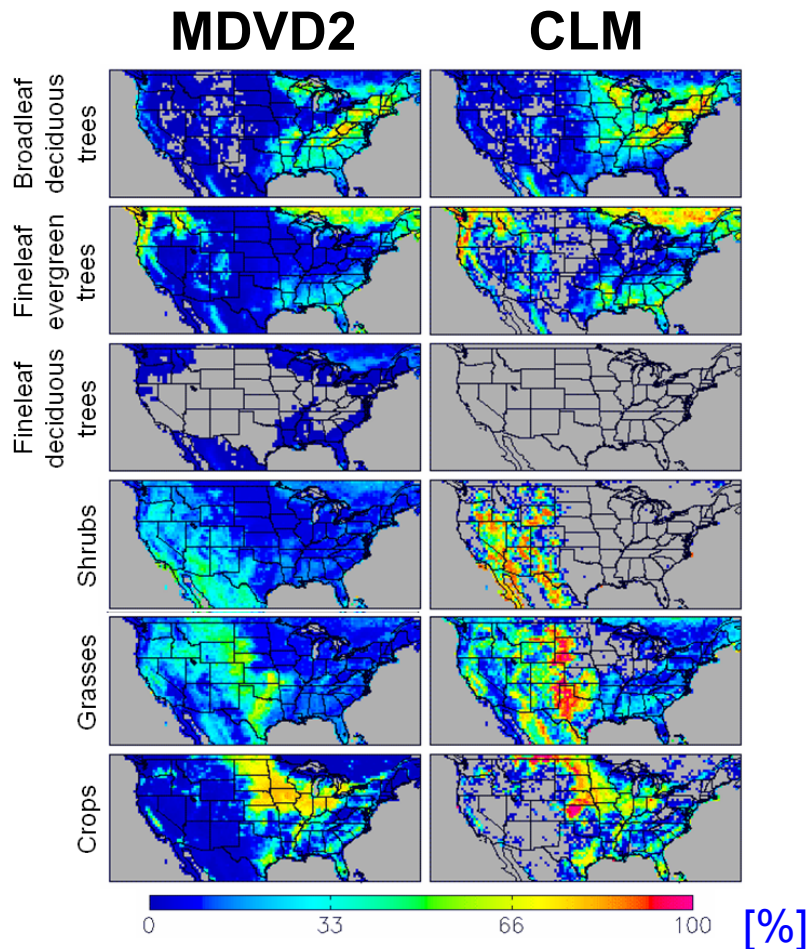 MDVD2 CLM
Broadleaf
deciduous
trees
Fineleaf
evergreen
trees
Fineleaf
deciduous
trees
Shrubs
Grasses
Crops
0 33 66 100 [%]